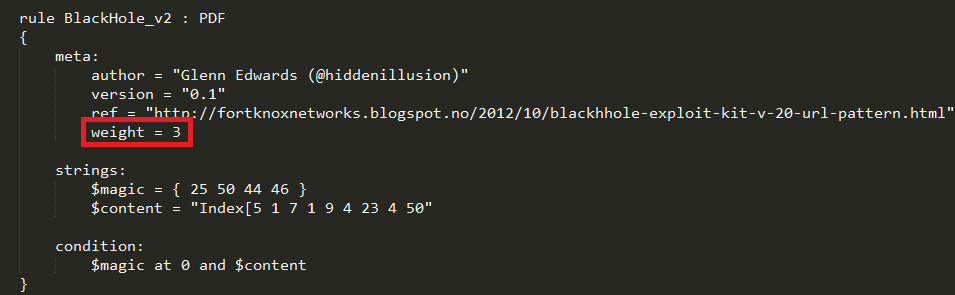 rule BlackHole_v2 : PDF
{
meta:
author = "Glenn Edwards (@hiddenillusion)"
version = "0.1"
ref = "http://fortknoxnetworks.blogspot.no/2012/10/blackhhole-exploit-kit-v-20-url-pattern.html"
weight = 3
strings:
$magic = { 25 50 44 46 }
$content = "Index[5 1 7 1 9 4 23 4 50"
condition:
$magic at 0 and $content
}